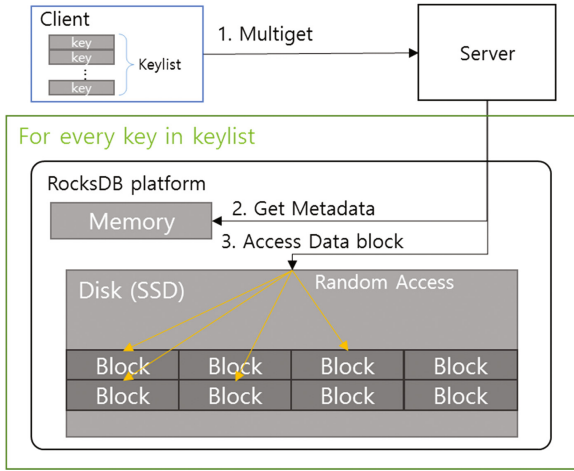 Client
key
key
⋮
key
Keylist
1. Multiget
Server
For every key in keylist
RocksDB platform
Memory
2. Get Metadata
3. Access Data block
Disk (SSD)
Random Access
Block Block Block Block
Block Block Block Block